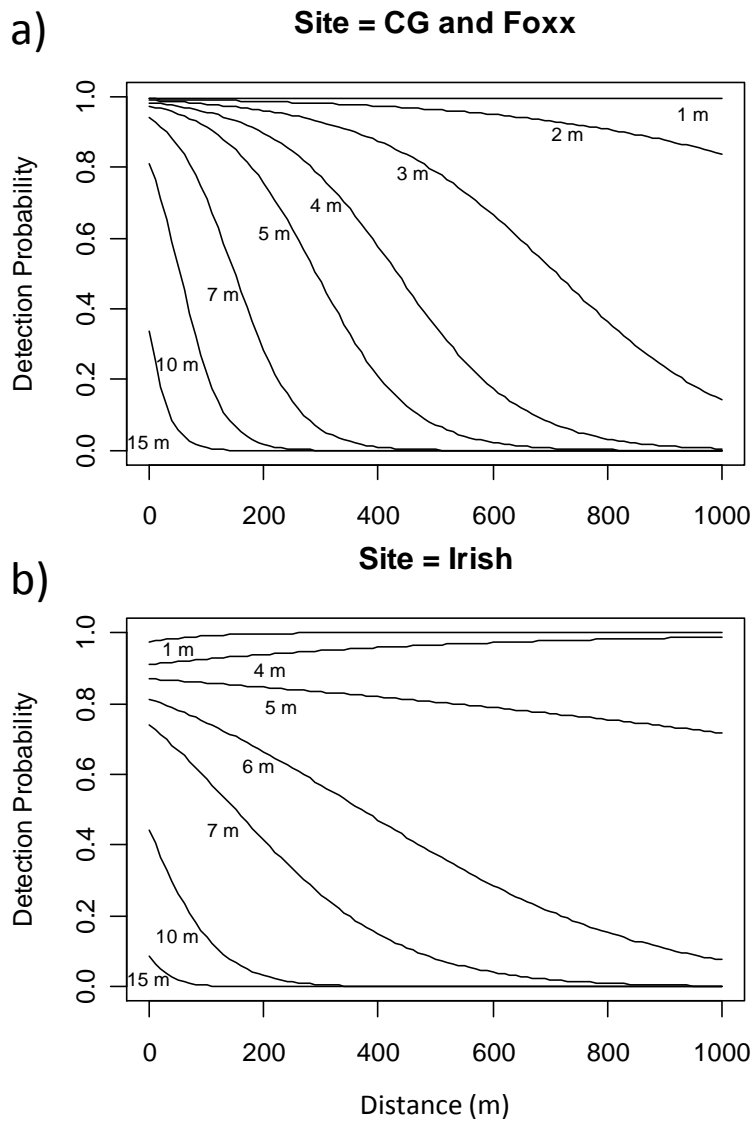 a)
Site = CG and Foxx
Detection Probability
1.0
0.8
0.6
0.4
0.2
0.0
1 m
2 m
3 m
4 m
5 m
7 m
10 m
15 m
0 200 400 600 800 1000
b)
Site = Irish
Detection Probability
1.0
0.8
0.6
0.4
0.2
0.0
1 m
4 m
5 m
6 m
7 m
10 m
15 m
0 200 400 600 800 1000
Distance (m)